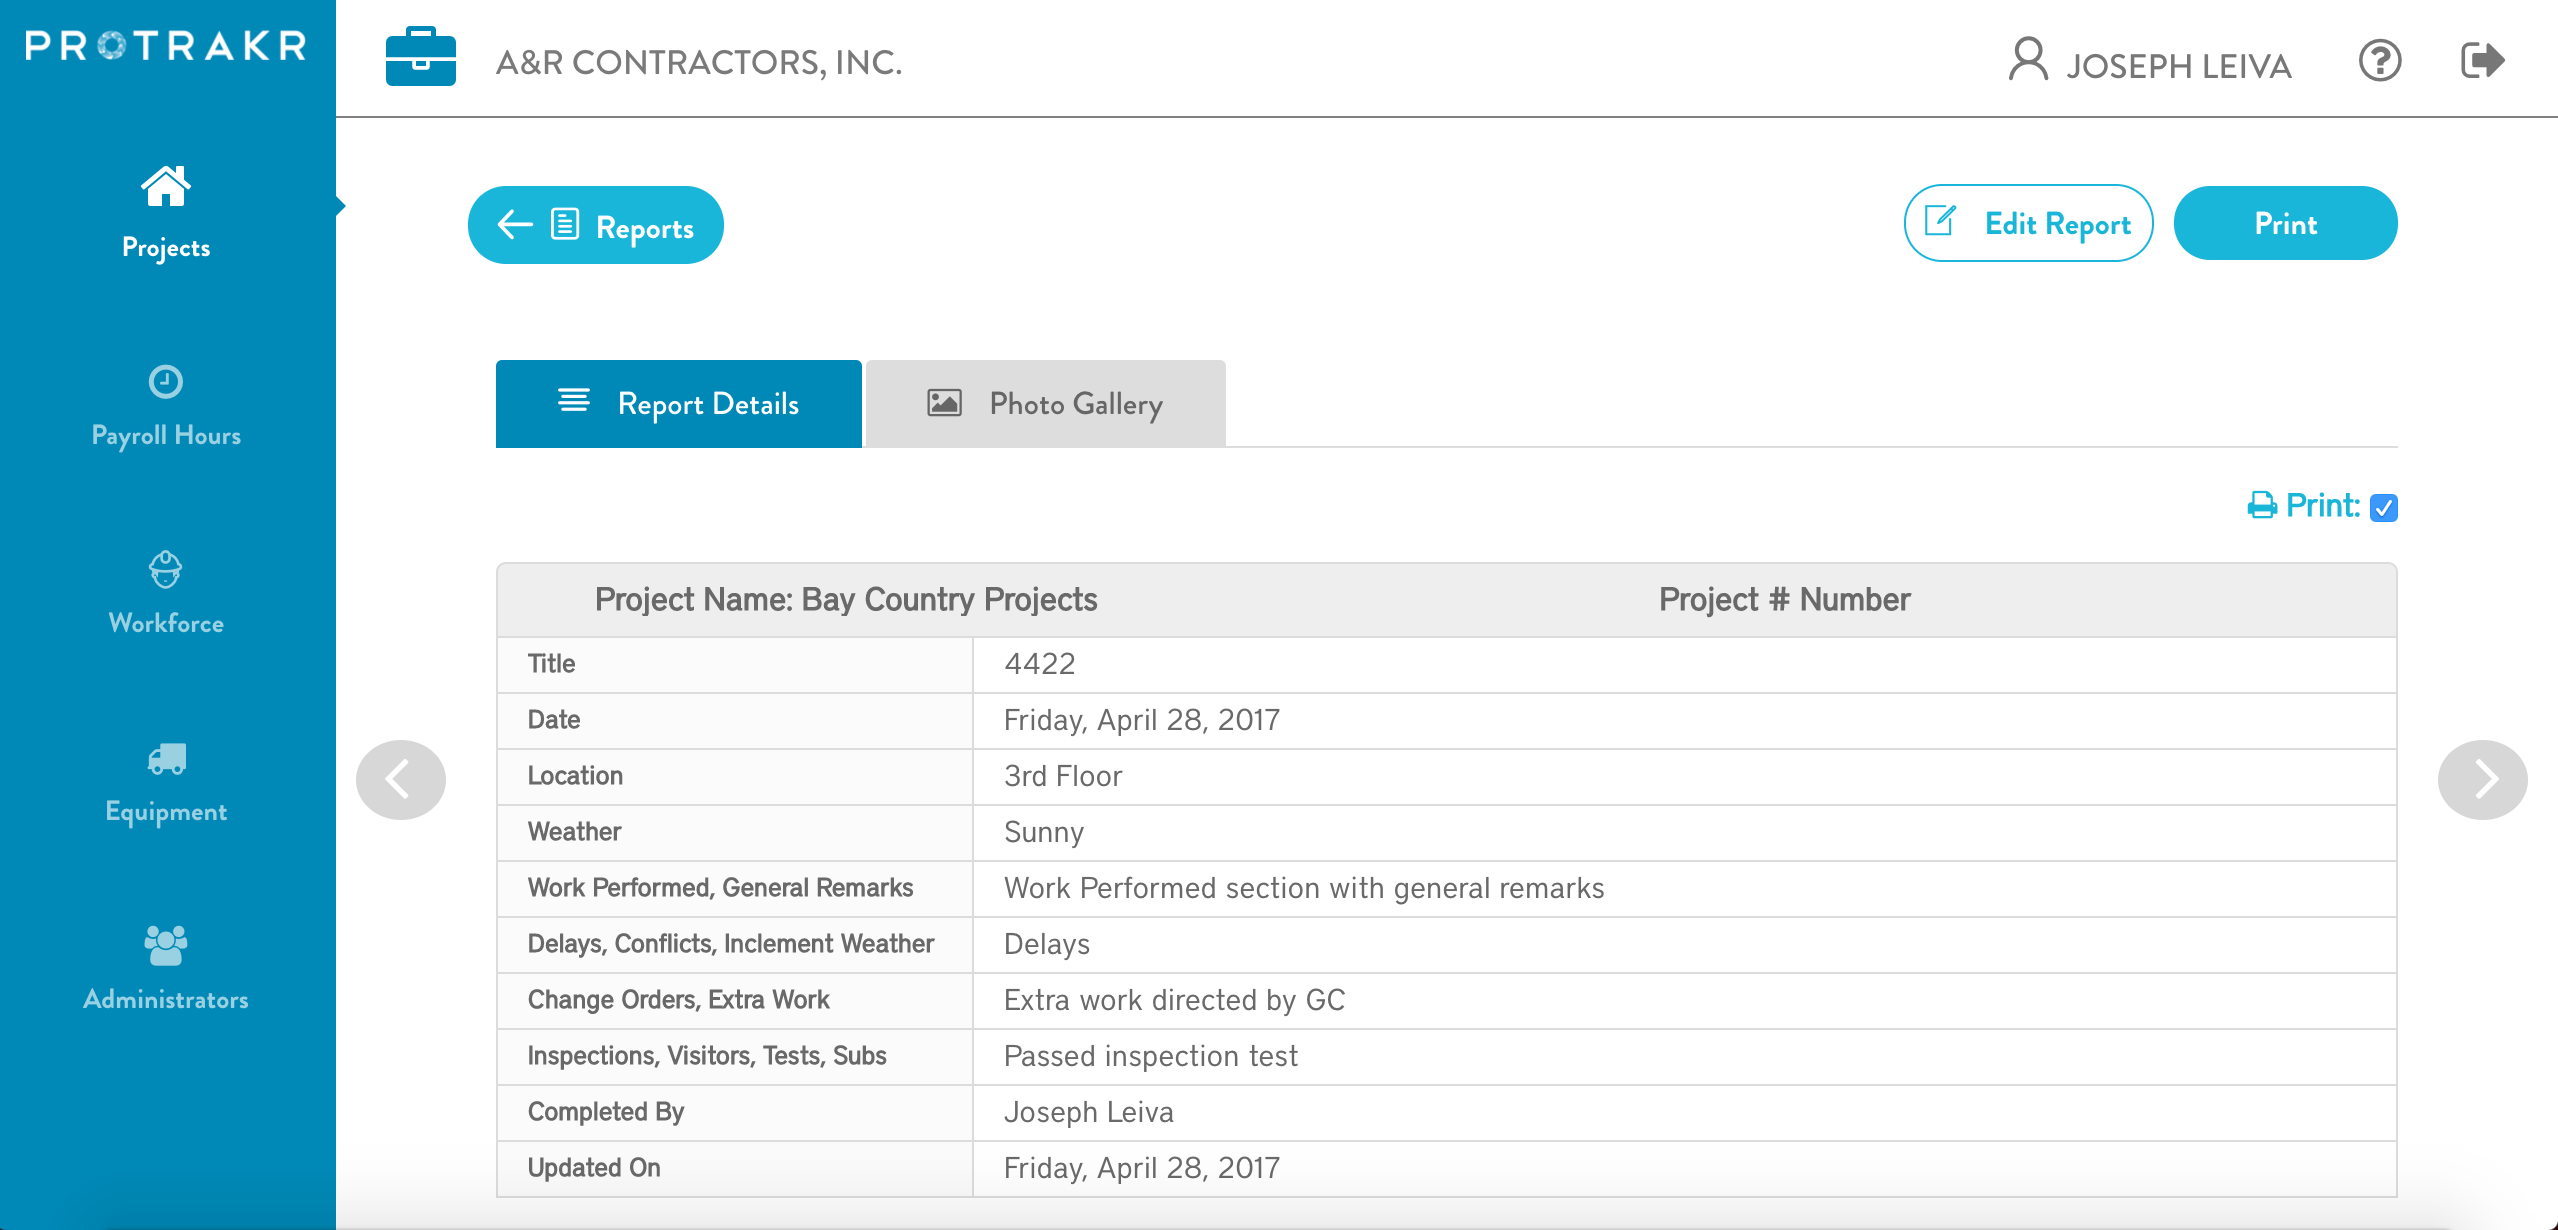 PROTRAKR
A&R CONTRACTORS, INC.
JOSEPH LEIVA
Projects
Payroll Hours
Workforce
Equipment
Administrators
Reports
Edit Report
Print
Report Details
Photo Gallery
Print:
Project Name: Bay Country Projects Project # Number
Title 4422
Date Friday, April 28, 2017
Location 3rd Floor
Weather Sunny
Work Performed, General Remarks Work Performed section with general remarks
Delays, Conflicts, Inclement Weather Delays
Change Orders, Extra Work Extra work directed by GC
Inspections, Visitors, Tests, Subs Passed inspection test
Completed By Joseph Leiva
Updated On Friday, April 28, 2017